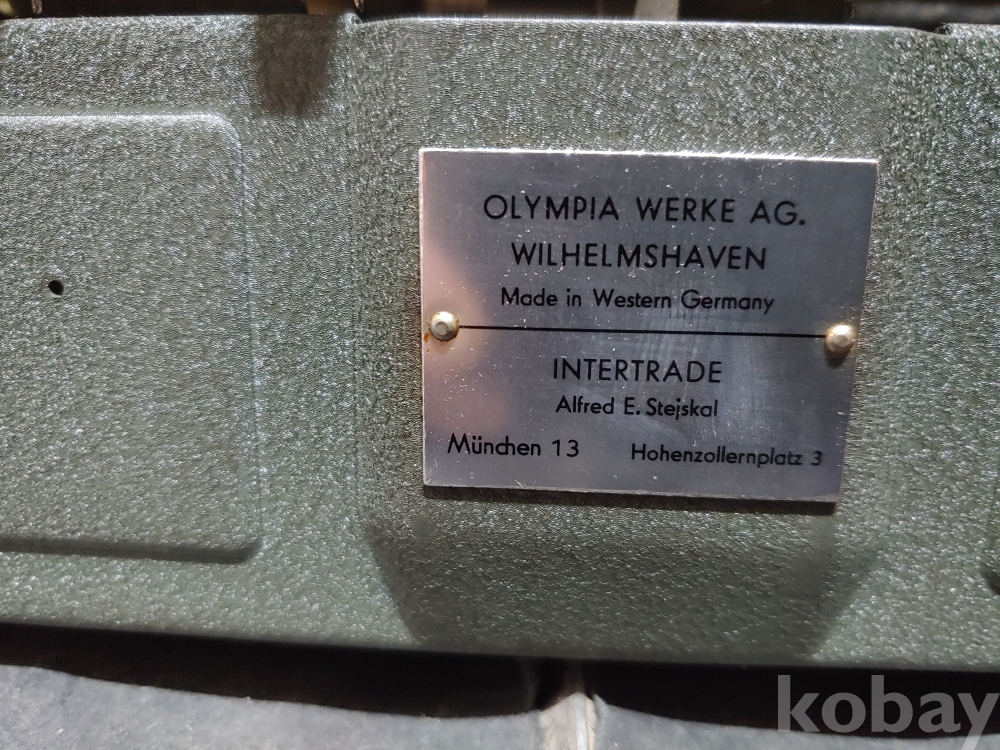 OLYMPIA WERKE AG.
WILHELMSHAVEN
Made in Western Germany
INTERTRADE
Alfred E. Stejskal
München 13 Hohenzollernplatz 3
kobay